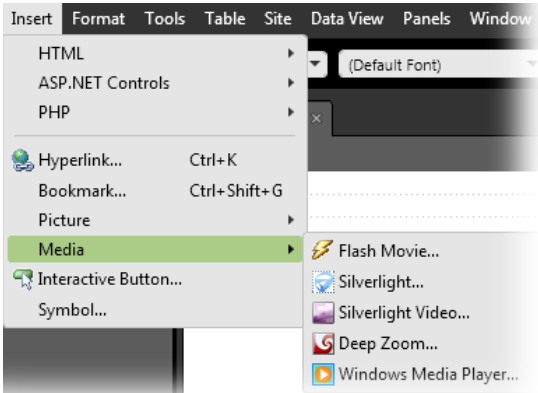 Insert Format Tools Table Site Data View Panels Window
HTML
(Default Font)
ASP.NET Controls
PHP
Hyperlink... Ctrl+K
Bookmark... Ctrl+Shift+G
Picture
Media
Flash Movie...
Interactive Button...
Silverlight...
Symbol...
Silverlight Video...
Deep Zoom...
Windows Media Player...